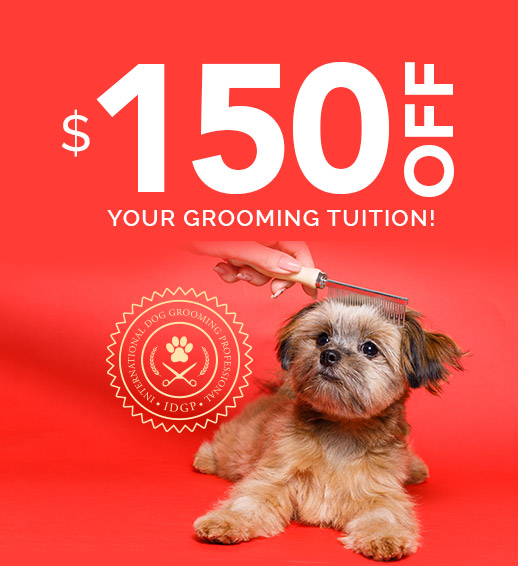 $150 OFF
YOUR GROOMING TUITION!
INTERNATIONAL DOG GROOMING PROFESSIONAL
• IDGP •